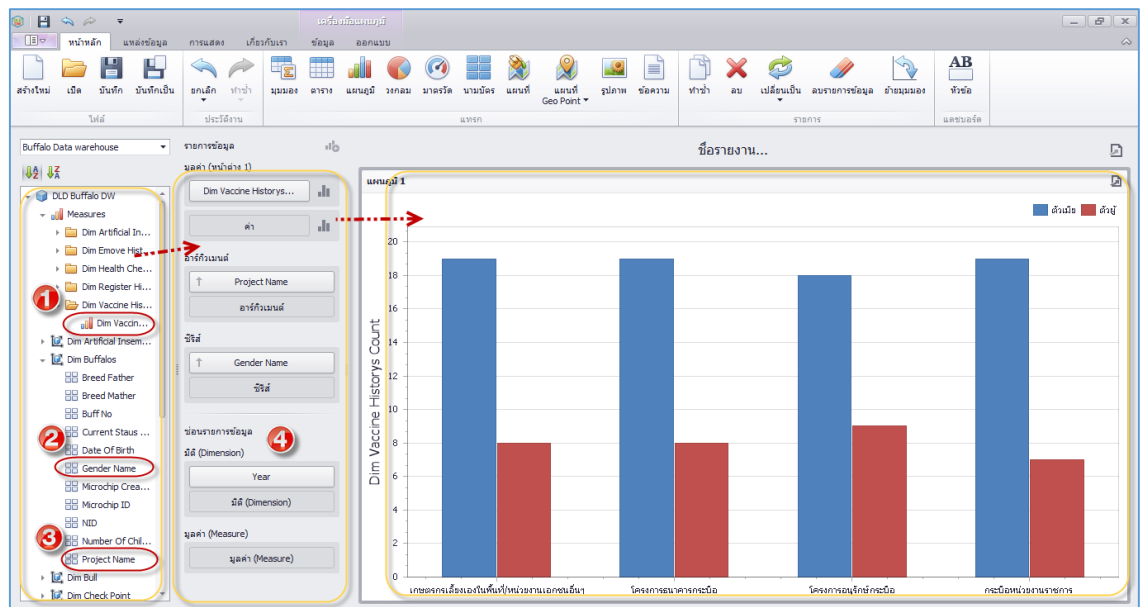 เครื่องมือแผนภูมิ
หน้าหลัก แหล่งข้อมูล การแสดง เกี่ยวกับเรา ข้อมูล ออกแบบ
สร้างใหม่ เปิด บันทึก บันทึกเป็น ยกเลิก ทำซ้ำ มุมมอง ตาราง แผนภูมิ วงกลม มาตรวัด นามบัตร แผนที่ แผนที่ Geo Point รูปภาพ ข้อความ ทำซ้ำ ลบ เปลี่ยนเป็น ลบรายการข้อมูล ย้ายมุมมอง AB หัวข้อ
ไฟล์ ประวัติงาน แทรก รายการ แดชบอร์ด
Buffalo Data warehouse
รายการข้อมูล
ชื่อรายงาน...
มูลค่า (หน้าต่าง 1)
DLD Buffalo DW
Measures
Dim Artificial In...
Dim Emove Hist...
Dim Health Che...
Dim Register Hi...
1
Dim Vaccine His...
Dim Vaccin...
Dim Artificial Insem...
Dim Buffalos
Breed Father
Breed Mather
Buff No
2
Current Staus ...
Date Of Birth
Gender Name
Microchip Crea...
Microchip ID
NID
3
Number Of Chil...
Project Name
Dim Bull
Dim Check Point
Dim Vaccine Historys...
ค่า
อาร์กิวเมนต์
Project Name
อาร์กิวเมนต์
ซีรีส์
Gender Name
ซีรีส์
ซ่อนรายการข้อมูล
4
มิติ (Dimension)
Year
มิติ (Dimension)
มูลค่า (Measure)
มูลค่า (Measure)
แผนภูมิ 1
ตัวเมีย ตัวผู้
Dim Vaccine Historys Count
20
18
16
14
12
10
8
6
4
2
0
เกษตรกรเลี้ยงเองในพื้นที่/หน่วยงานเอกชนอื่นๆ โครงการธนาคารกระบือ โครงการอนุรักษ์กระบือ กระบือหน่วยงานราชการ